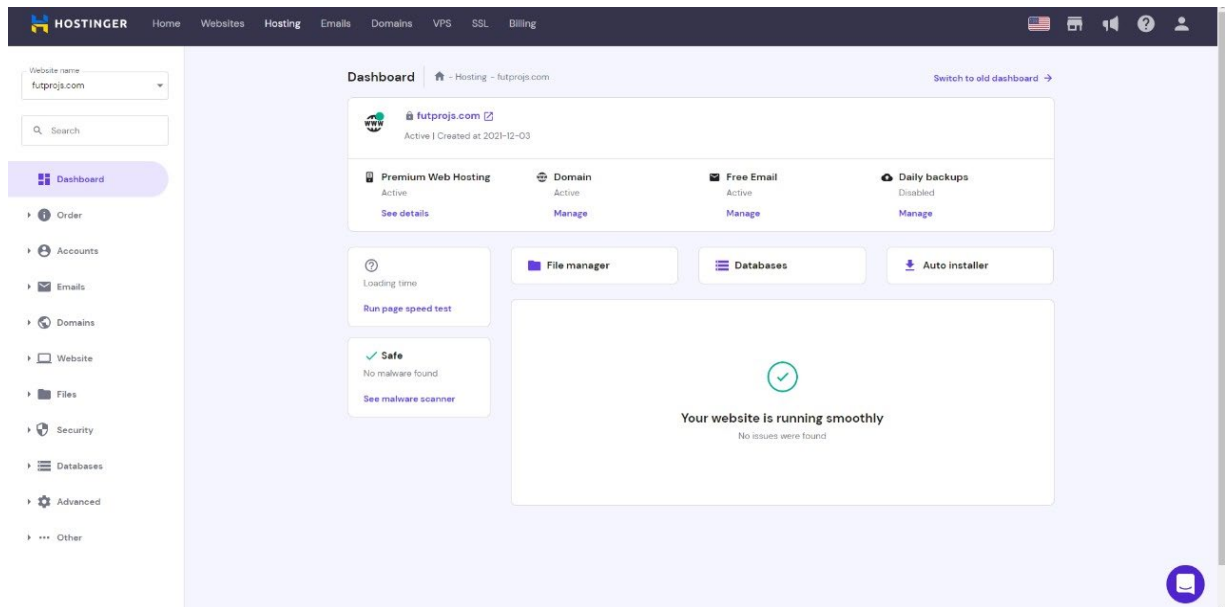 HOSTINGER
Home
Websites
Hosting
Emails
Domains
VPS
SSL
Billing
Website name
futprojs.com
Search
Dashboard
Order
Accounts
Emails
Domains
Website
Files
Security
Databases
Advanced
Other
Dashboard
- Hosting - futprojs.com
Switch to old dashboard →
www
futprojs.com
Active | Created at 2021-12-03
Premium Web Hosting
Active
See details
Domain
Active
Manage
Free Email
Active
Manage
Daily backups
Disabled
Manage
Loading time
Run page speed test
Safe
No malware found
See malware scanner
File manager
Databases
Auto installer
Your website is running smoothly
No issues were found